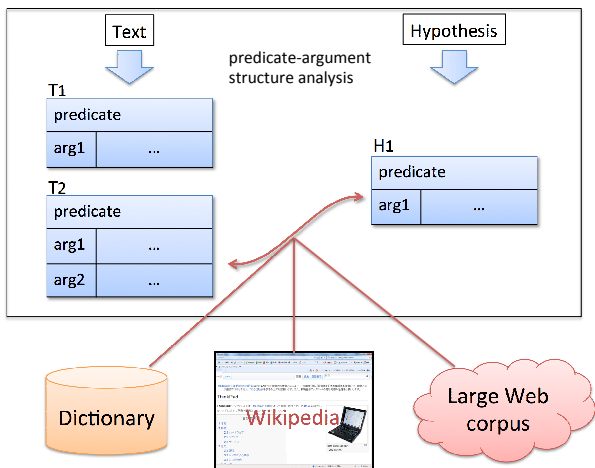 Text
Hypothesis
predicate-argument
structure analysis
T1
predicate
arg1 ...
T2
predicate
arg1 ...
arg2 ...
H1
predicate
arg1 ...
Dictionary
Wikipedia
ThinkPad
Large Web
corpus